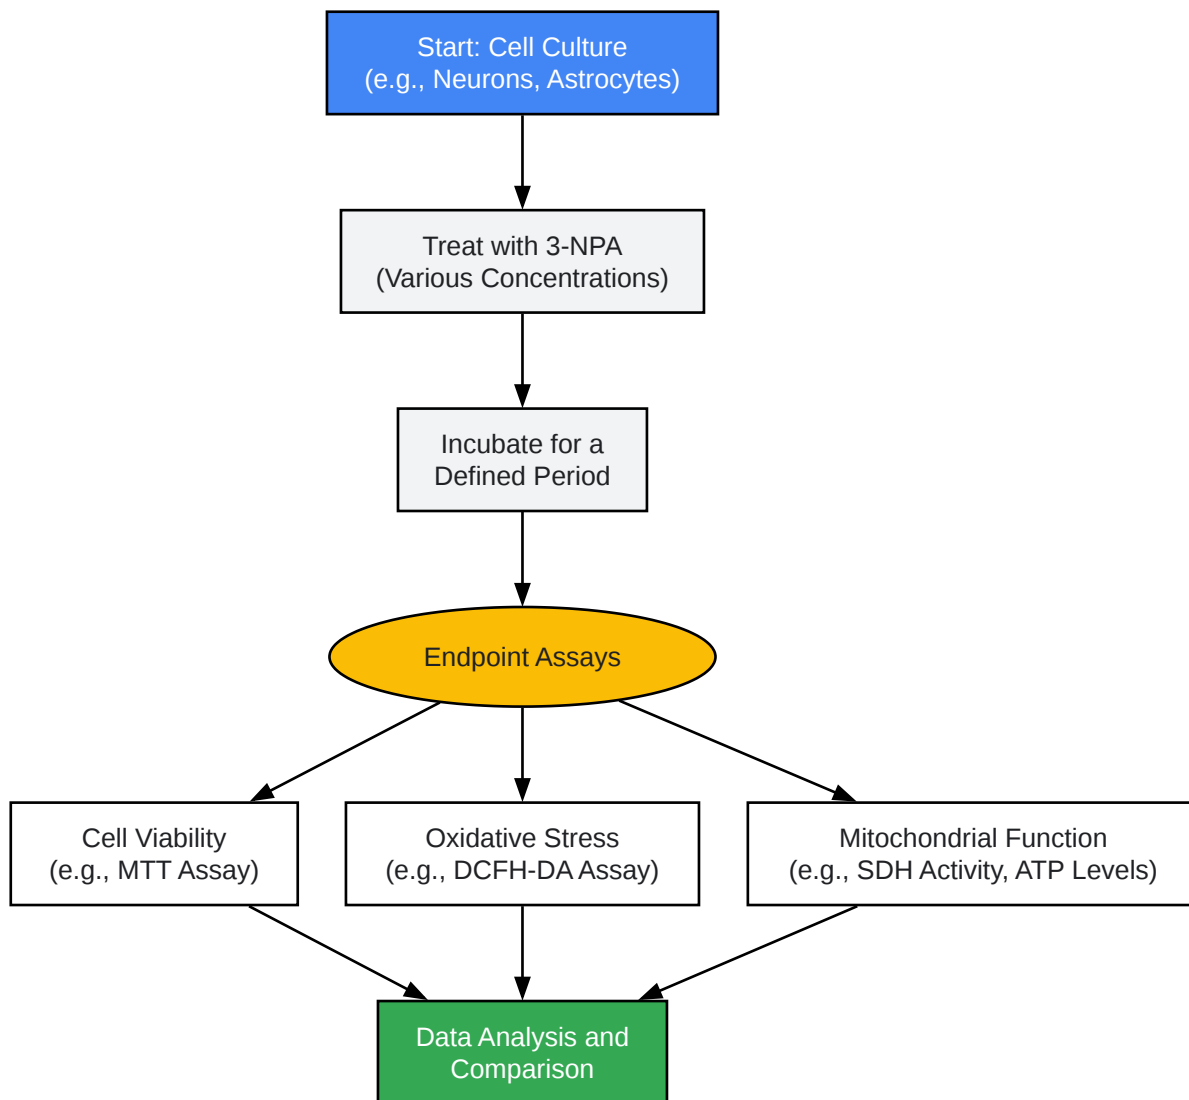 Start: Cell Culture
(e.g., Neurons, Astrocytes)
Treat with 3-NPA
(Various Concentrations)
Incubate for a
Defined Period
Endpoint Assays
Cell Viability
(e.g., MTT Assay)
Oxidative Stress
(e.g., DCFH-DA Assay)
Mitochondrial Function
(e.g., SDH Activity, ATP Levels)
Data Analysis and
Comparison